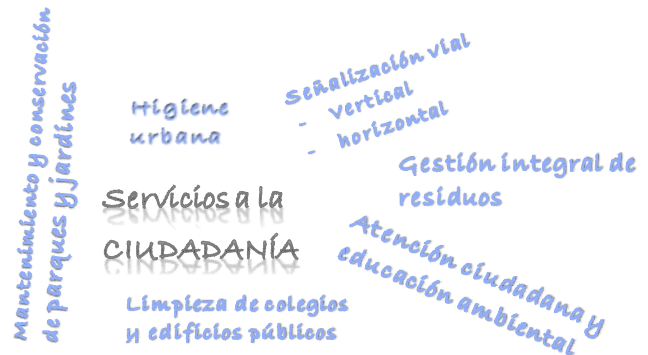 Mantenimiento y conservación
de parques y jardines
Higiene
urbana
Señalización vial
- vertical
- horizontal
Gestión integral de
residuos
Servicios a la
CIUDADANÍA
Atención ciudadana y
educación ambiental
Limpieza de colegios
y edificios públicos